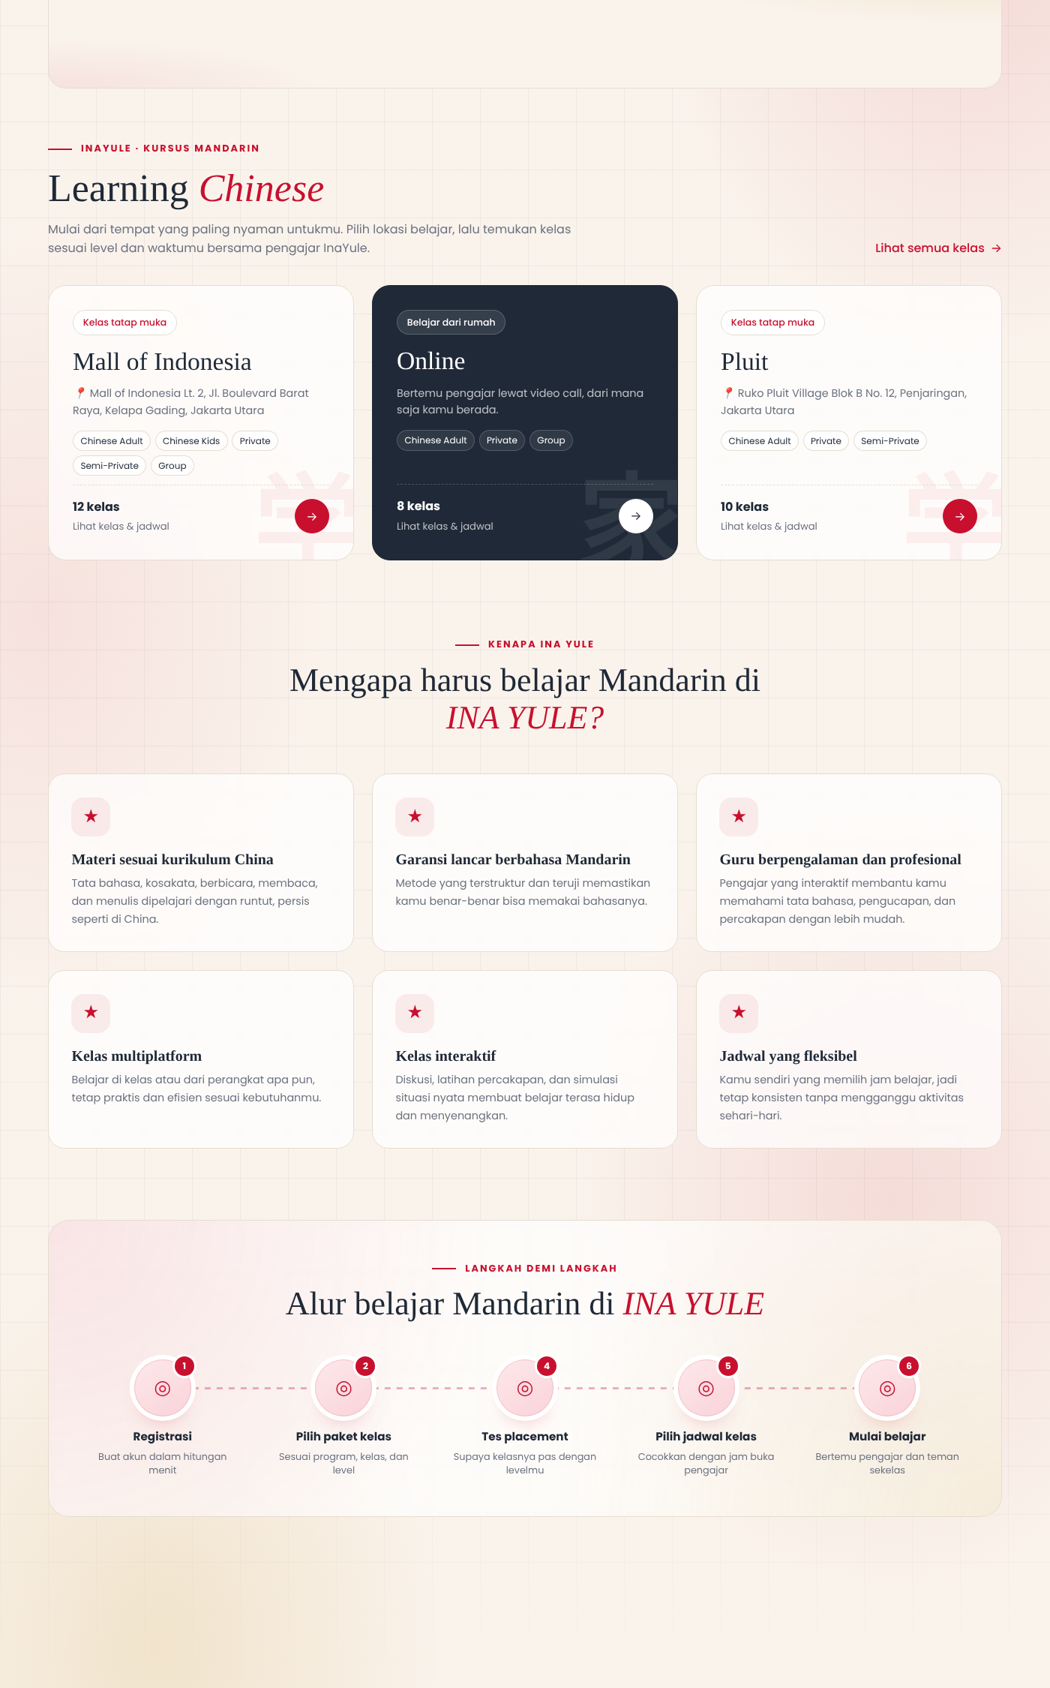 INAYULE · KURSUS MANDARIN
Learning Chinese
Mulai dari tempat yang paling nyaman untukmu. Pilih lokasi belajar, lalu temukan kelas
sesuai level dan waktumu bersama pengajar InaYule.
Lihat semua kelas →
Kelas tatap muka
Mall of Indonesia
📍 Mall of Indonesia Lt. 2, Jl. Boulevard Barat
Raya, Kelapa Gading, Jakarta Utara
Chinese Adult
Chinese Kids
Private
Semi-Private
Group
12 kelas
Lihat kelas & jadwal
→
Belajar dari rumah
Online
Bertemu pengajar lewat video call, dari mana
saja kamu berada.
Chinese Adult
Private
Group
8 kelas
Lihat kelas & jadwal
→
家
Kelas tatap muka
Pluit
📍 Ruko Pluit Village Blok B No. 12, Penjaringan,
Jakarta Utara
Chinese Adult
Private
Semi-Private
10 kelas
Lihat kelas & jadwal
→
KENAPA INA YULE
Mengapa harus belajar Mandarin di
INA YULE?
★
Materi sesuai kurikulum China
Tata bahasa, kosakata, berbicara, membaca,
dan menulis dipelajari dengan runtut, persis
seperti di China.
★
Garansi lancar berbahasa Mandarin
Metode yang terstruktur dan teruji memastikan
kamu benar-benar bisa memakai bahasanya.
★
Guru berpengalaman dan profesional
Pengajar yang interaktif membantu kamu
memahami tata bahasa, pengucapan, dan
percakapan dengan lebih mudah.
★
Kelas multiplatform
Belajar di kelas atau dari perangkat apa pun,
tetap praktis dan efisien sesuai kebutuhanmu.
★
Kelas interaktif
Diskusi, latihan percakapan, dan simulasi
situasi nyata membuat belajar terasa hidup
dan menyenangkan.
★
Jadwal yang fleksibel
Kamu sendiri yang memilih jam belajar, jadi
tetap konsisten tanpa mengganggu aktivitas
sehari-hari.
LANGKAH DEMI LANGKAH
Alur belajar Mandarin di INA YULE
1
◎
Registrasi
Buat akun dalam hitungan
menit
2
◎
Pilih paket kelas
Sesuai program, kelas, dan
level
4
◎
Tes placement
Supaya kelasnya pas dengan
levelmu
5
◎
Pilih jadwal kelas
Cocokkan dengan jam buka
pengajar
6
◎
Mulai belajar
Bertemu pengajar dan teman
sekelas